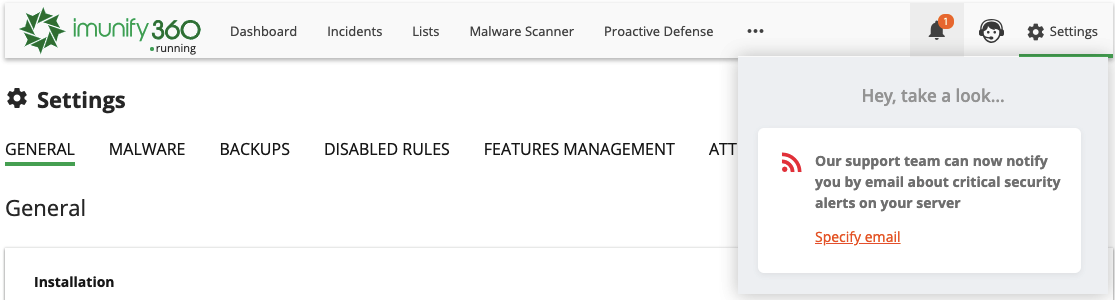 imunify360
running
Dashboard
Incidents
Lists
Malware Scanner
Proactive Defense
1
Settings
Hey, take a look...
Settings
GENERAL
MALWARE
BACKUPS
DISABLED RULES
FEATURES MANAGEMENT
ATT
Our support team can now notify
you by email about critical security
alerts on your server
Specify email
General
Installation